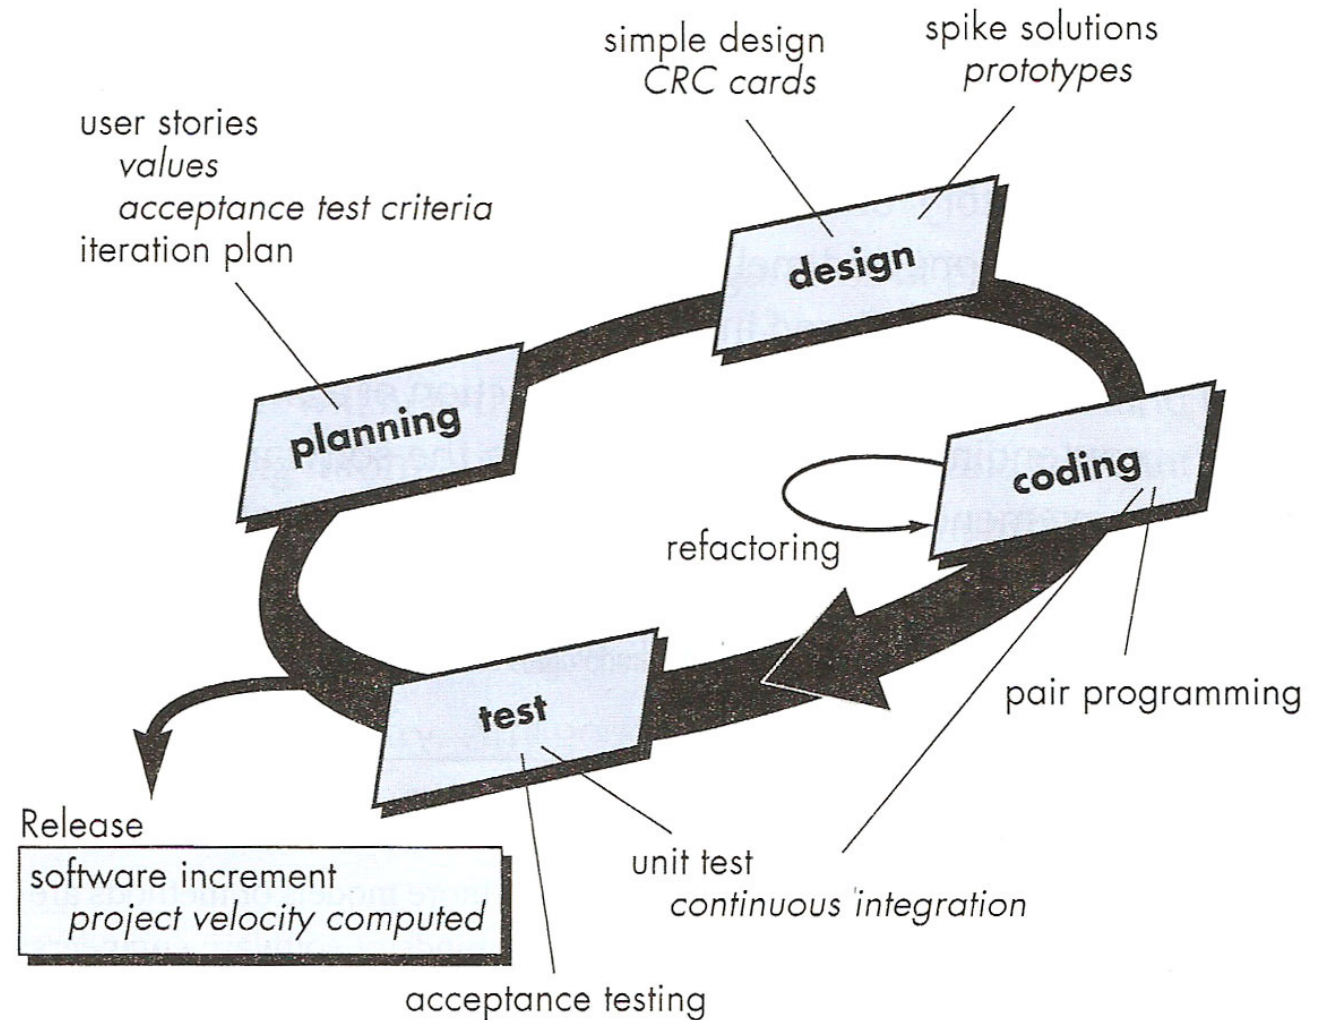 simple design
CRC cards
spike solutions
prototypes
user stories
values
acceptance test criteria
iteration plan
design
planning
coding
refactoring
pair programming
test
Release
software increment
project velocity computed
unit test
continuous integration
acceptance testing